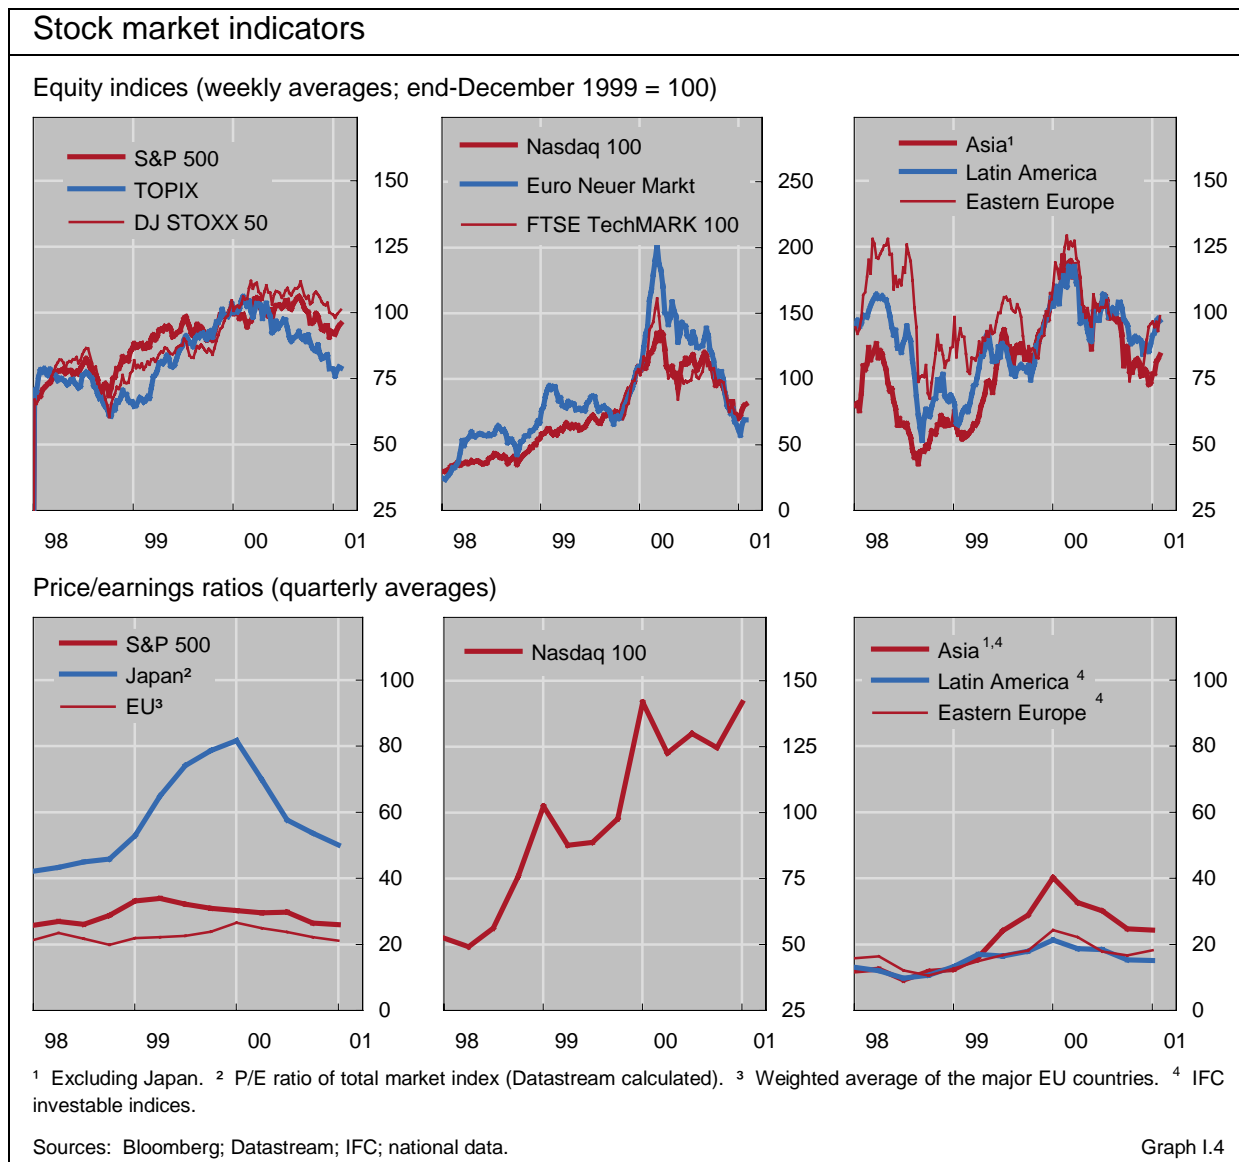 Stock market indicators
Equity indices (weekly averages; end-December 1999 = 100)
S&P 500
TOPIX
DJ STOXX 50
150
125
100
75
50
25
98 99 00 01
Nasdaq 100
Euro Neuer Markt
FTSE TechMARK 100
250
200
150
100
50
0
98 99 00 01
Asia¹
Latin America
Eastern Europe
150
125
100
75
50
25
98 99 00 01
Price/earnings ratios (quarterly averages)
S&P 500
Japan²
EU³
100
80
60
40
20
0
98 99 00 01
Nasdaq 100
150
125
100
75
50
25
98 99 00 01
Asia ¹,⁴
Latin America ⁴
Eastern Europe ⁴
100
80
60
40
20
0
98 99 00 01
¹ Excluding Japan. ² P/E ratio of total market index (Datastream calculated). ³ Weighted average of the major EU countries. ⁴ IFC
investable indices.
Sources: Bloomberg; Datastream; IFC; national data. Graph I.4